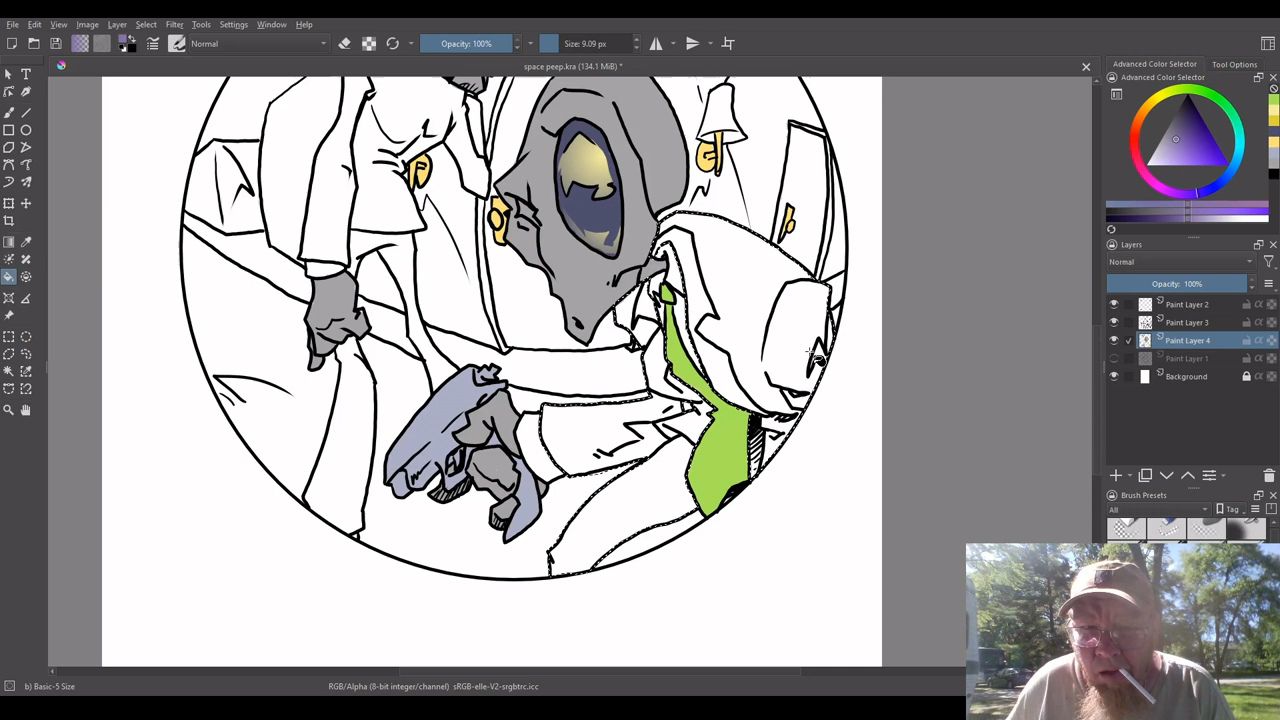 File Edit View Image Layer Select Filter Tools Settings Window Help
Normal Opacity: 100% Size: 9.09 px
space peep.kra (134.1 MiB) *
Advanced Color Selector Tool Options
Advanced Color Selector
Layers
Normal
Opacity: 100%
Paint Layer 2
Paint Layer 3
Paint Layer 4
Paint Layer 1
Background
Brush Presets
All Tag
b) Basic-5 Size RGB/Alpha (8-bit integer/channel) sRGB-elle-V2-srgbtrc.icc